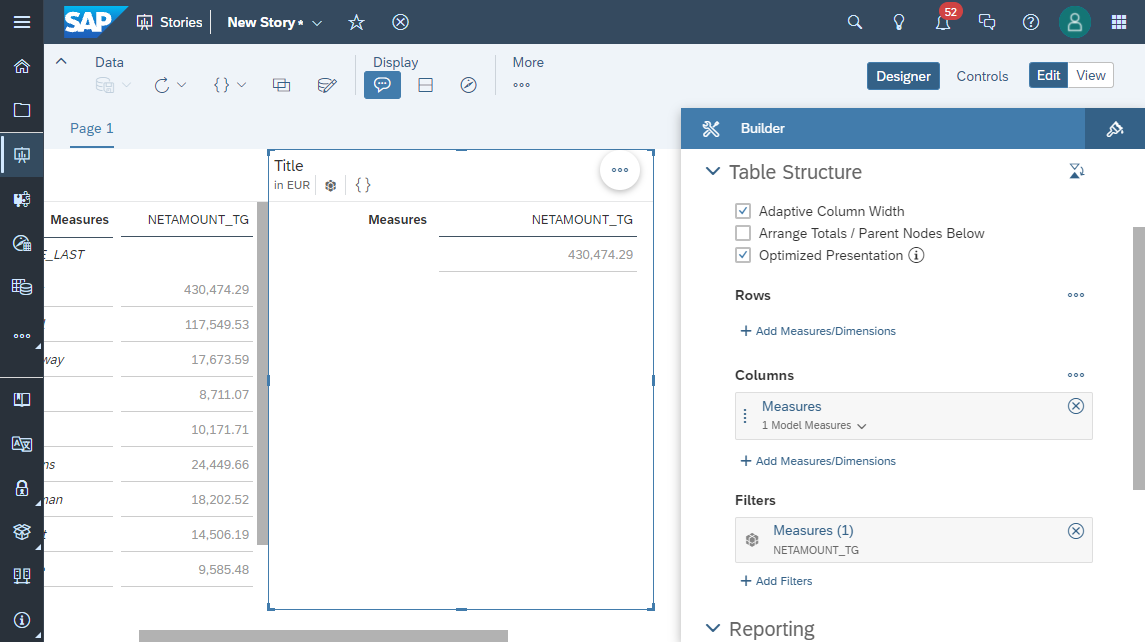 SAP Stories New Story* 52
Data Display More
Designer Controls Edit View
Page 1
Builder
Title
in EUR
Measures NETAMOUNT_TG
E_LAST
430,474.29
117,549.53
way 17,673.59
8,711.07
10,171.71
ms 24,449.66
man 18,202.52
t 14,506.19
9,585.48
Measures NETAMOUNT_TG
430,474.29
Table Structure
Adaptive Column Width
Arrange Totals / Parent Nodes Below
Optimized Presentation
Rows
+ Add Measures/Dimensions
Columns
Measures
1 Model Measures
+ Add Measures/Dimensions
Filters
Measures (1)
NETAMOUNT_TG
+ Add Filters
Reporting